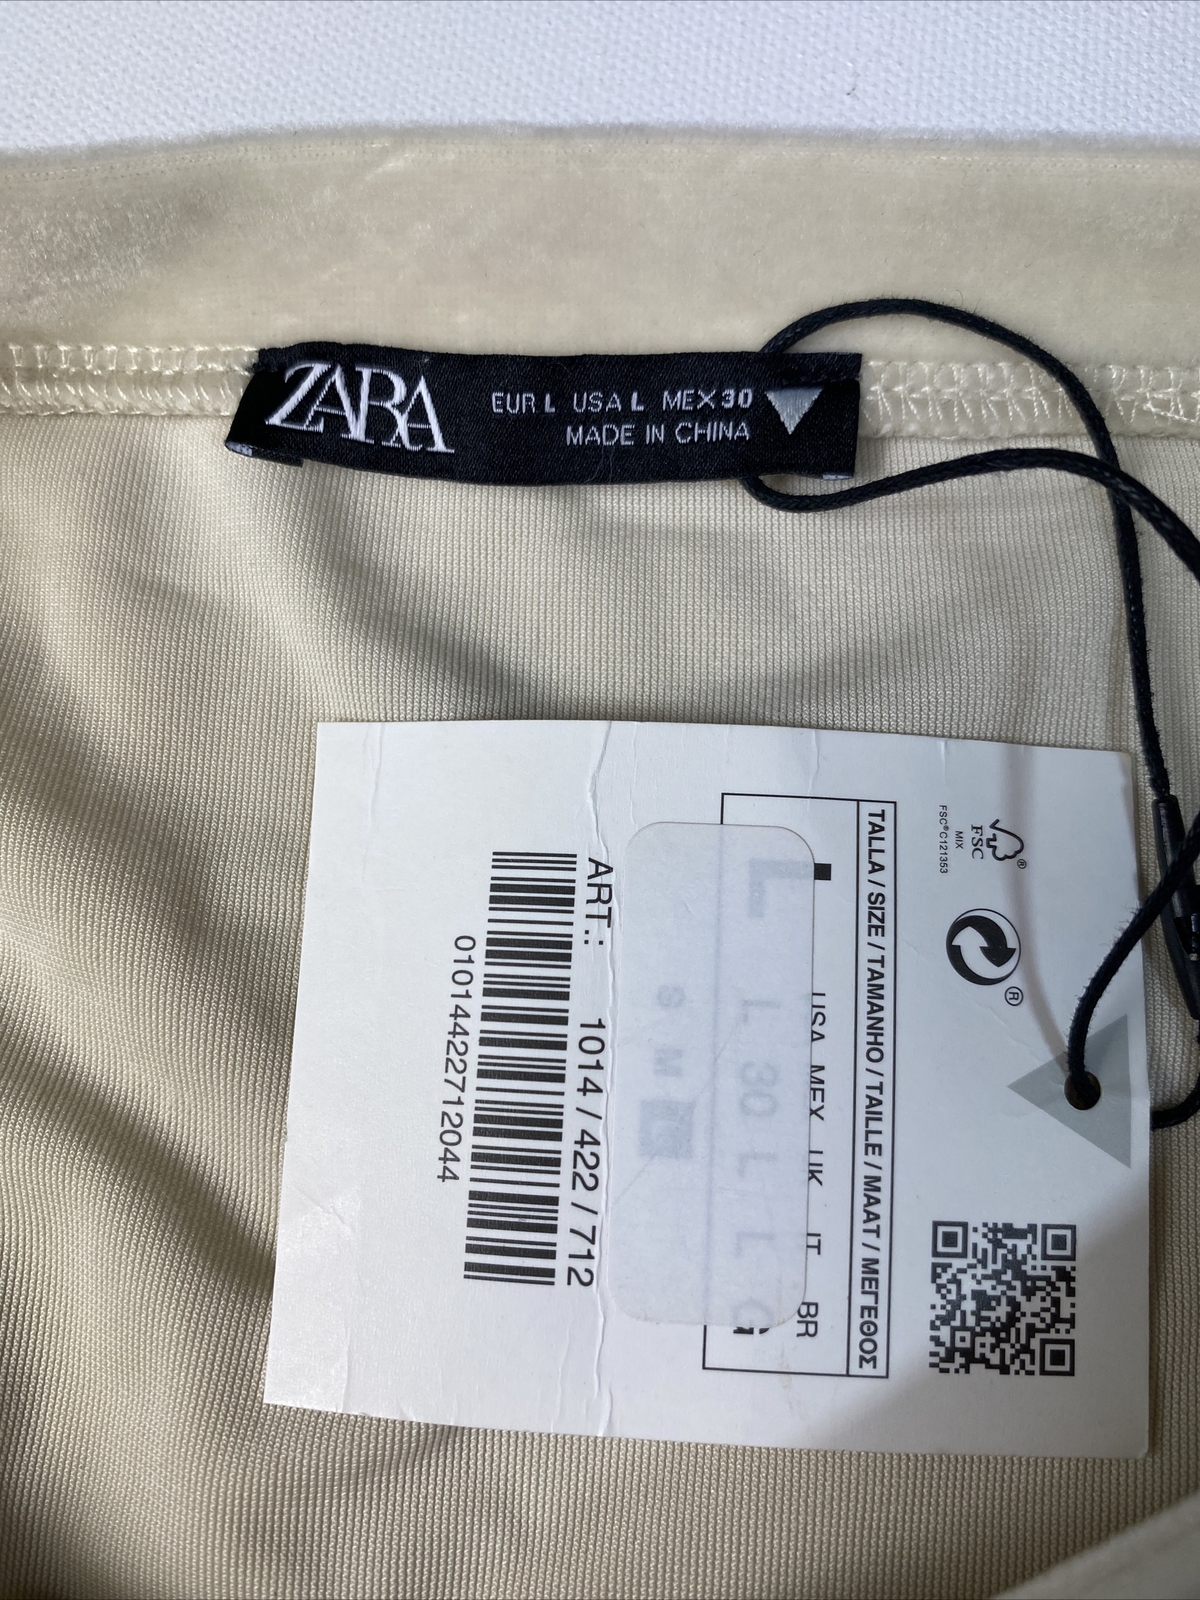 ZARA
EUR L USA L MEX 30
MADE IN CHINA
FSC®
FSC
MIX
FSC®C121353
®
TALLA / SIZE / TAMANHO / TAILLE / MAAT / ΜΕΓΕΘΟΣ
USA MEX UK IT BR
L L 30 L L G
S M L
ART.: 1014 / 422 / 712
01014422712044